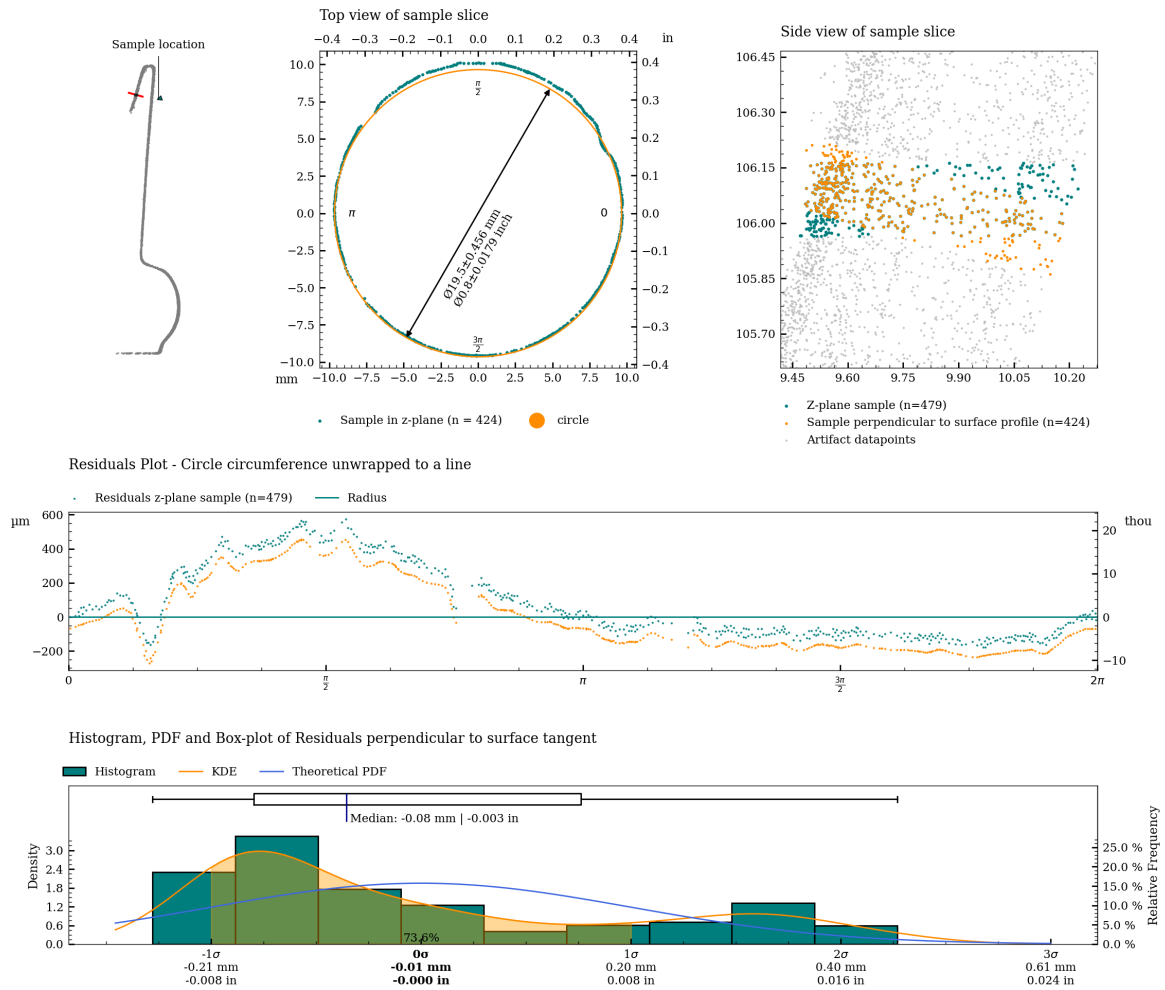 Top view of sample slice
Side view of sample slice
Sample location
−0.4 −0.3 −0.2 −0.1 0.0 0.1 0.2 0.3 0.4 in
10.0
7.5
5.0
2.5
0.0
−2.5
−5.0
−7.5
−10.0
mm
0.4
0.3
0.2
0.1
0.0
−0.1
−0.2
−0.3
−0.4
π/2
π
0
3π/2
Ø19.5±0.456 mm
Ø0.8±0.0179 inch
−10.0 −7.5 −5.0 −2.5 0.0 2.5 5.0 7.5 10.0
106.45
106.30
106.15
106.00
105.85
105.70
9.45 9.60 9.75 9.90 10.05 10.20
Sample in z-plane (n = 424)
circle
Z-plane sample (n=479)
Sample perpendicular to surface profile (n=424)
Artifact datapoints
Residuals Plot - Circle circumference unwrapped to a line
Residuals z-plane sample (n=479)
Radius
µm
600
400
200
0
−200
thou
20
10
0
−10
0 π/2 π 3π/2 2π
Histogram, PDF and Box-plot of Residuals perpendicular to surface tangent
Histogram
KDE
Theoretical PDF
Median: -0.08 mm | -0.003 in
Density
3.0
2.4
1.8
1.2
0.6
0.0
73.6%
Relative Frequency
25.0 %
20.0 %
15.0 %
10.0 %
5.0 %
0.0 %
-1σ 0σ 1σ 2σ 3σ
-0.21 mm -0.01 mm 0.20 mm 0.40 mm 0.61 mm
-0.008 in -0.000 in 0.008 in 0.016 in 0.024 in